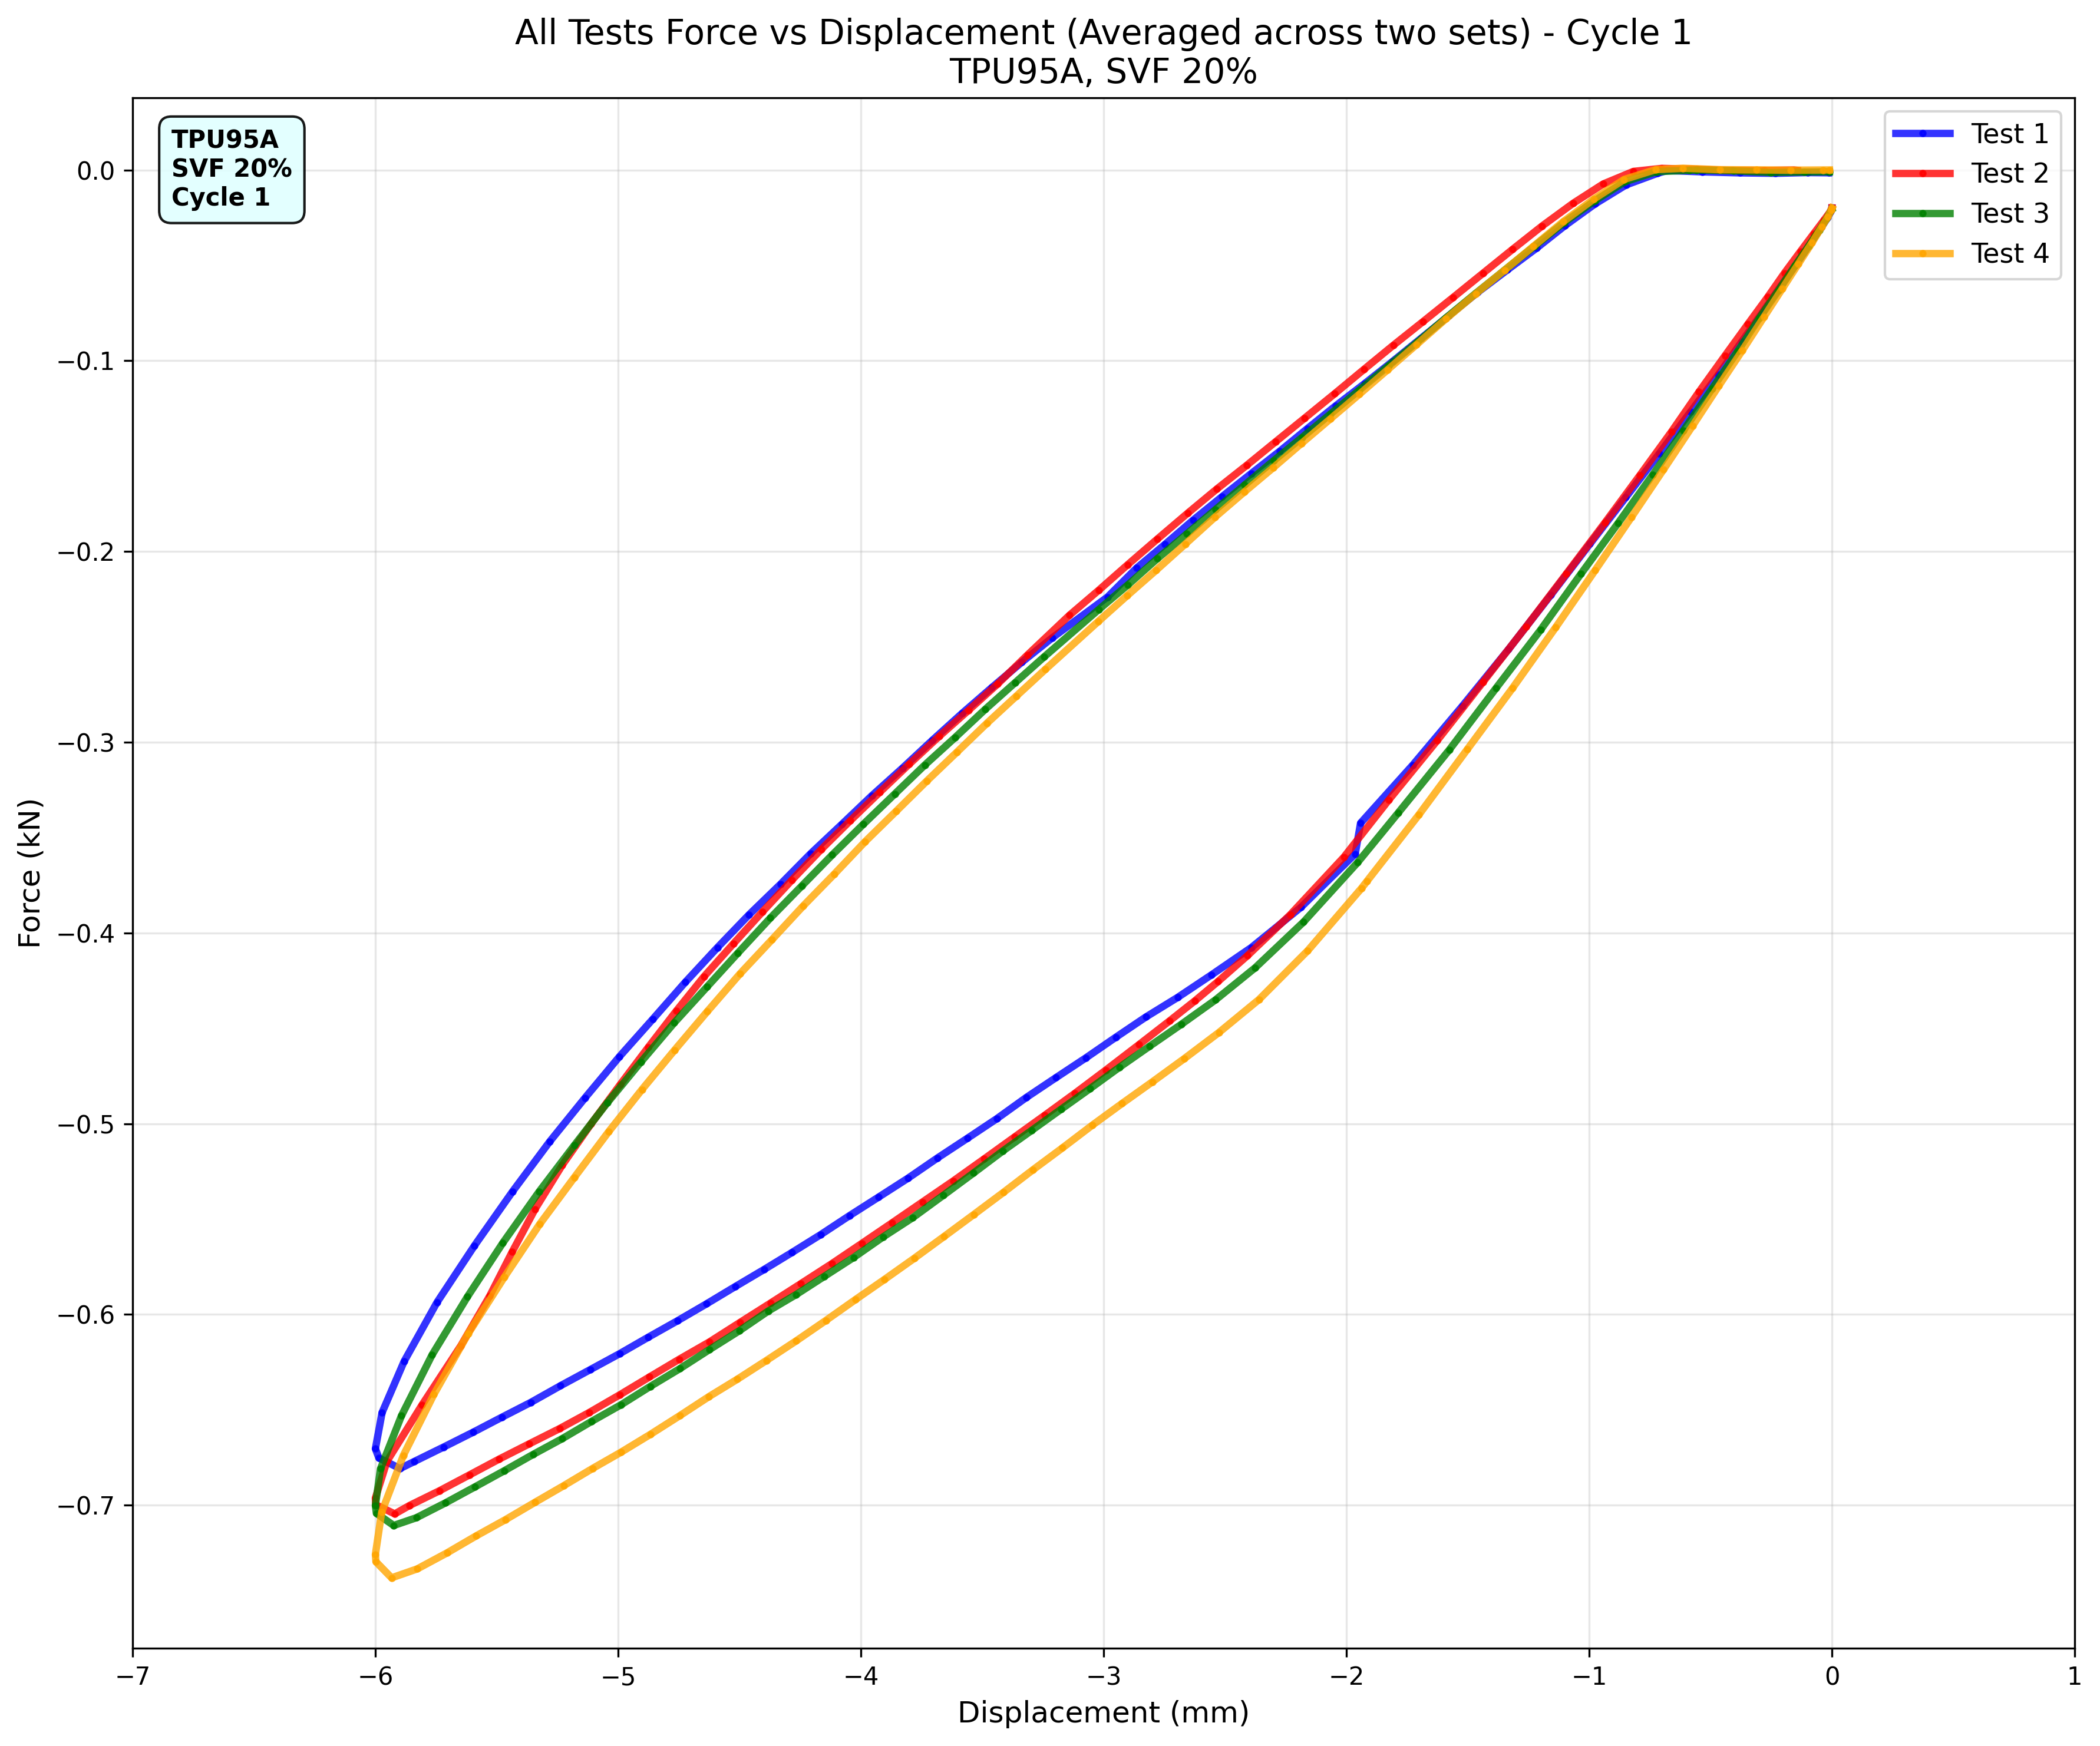 All Tests Force vs Displacement (Averaged across two sets) - Cycle 1
TPU95A, SVF 20%
TPU95A
SVF 20%
Cycle 1
Test 1
Test 2
Test 3
Test 4
Force (kN)
0.0
−0.1
−0.2
−0.3
−0.4
−0.5
−0.6
−0.7
−7
−6
−5
−4
−3
−2
−1
0
1
Displacement (mm)